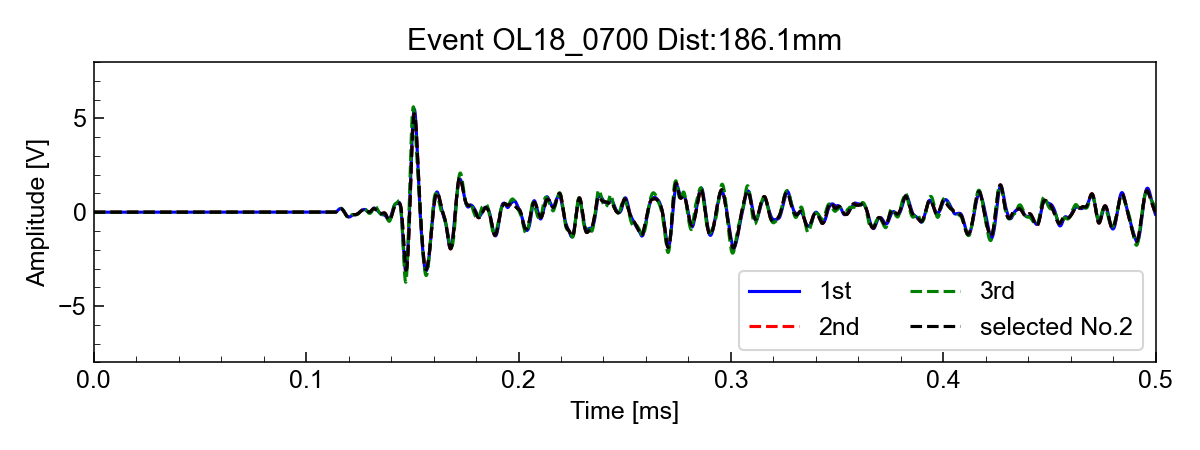 Event OL18_0700 Dist:186.1mm
Amplitude [V]
5
0
−5
0.0 0.1 0.2 0.3 0.4 0.5
Time [ms]
1st 3rd
2nd selected No.2